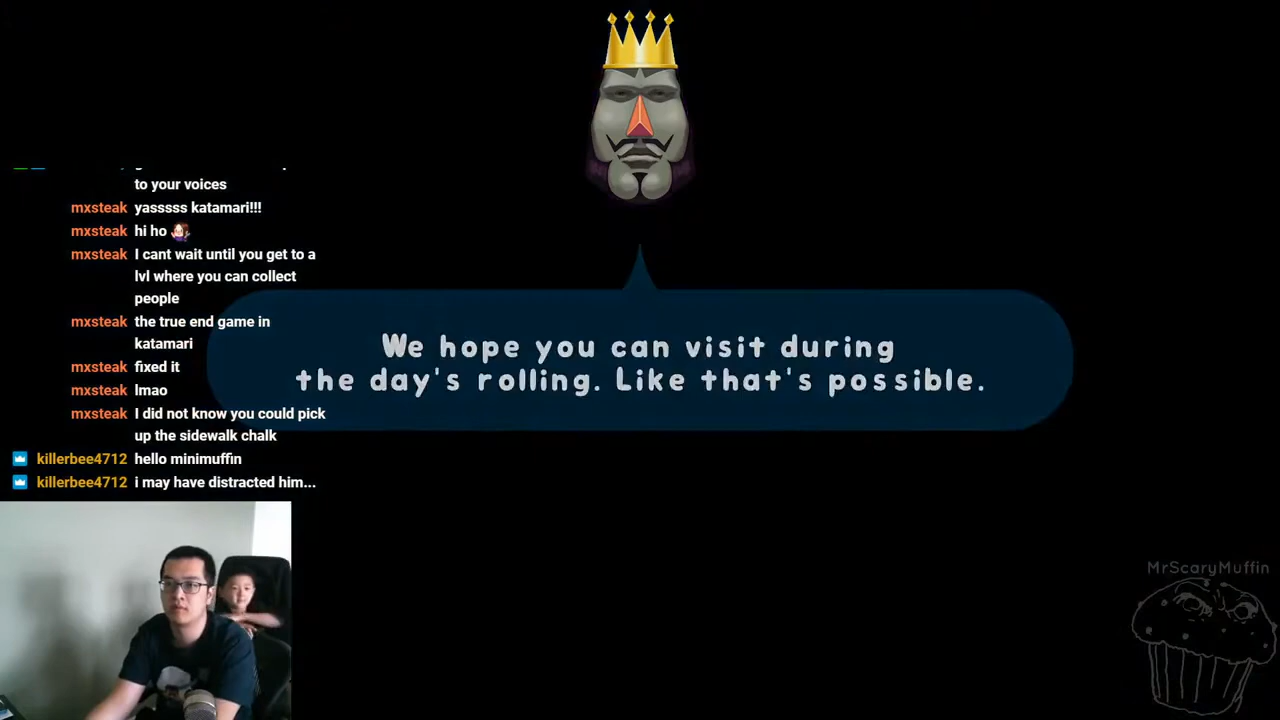 to your voices
mxsteak yasssss katamari!!!
mxsteak hi ho
mxsteak I cant wait until you get to a
lvl where you can collect
people
mxsteak the true end game in
katamari
mxsteak fixed it
mxsteak lmao
mxsteak I did not know you could pick
up the sidewalk chalk
killerbee4712 hello minimuffin
killerbee4712 i may have distracted him...
We hope you can visit during
the day's rolling. Like that's possible.
MrScaryMuffin